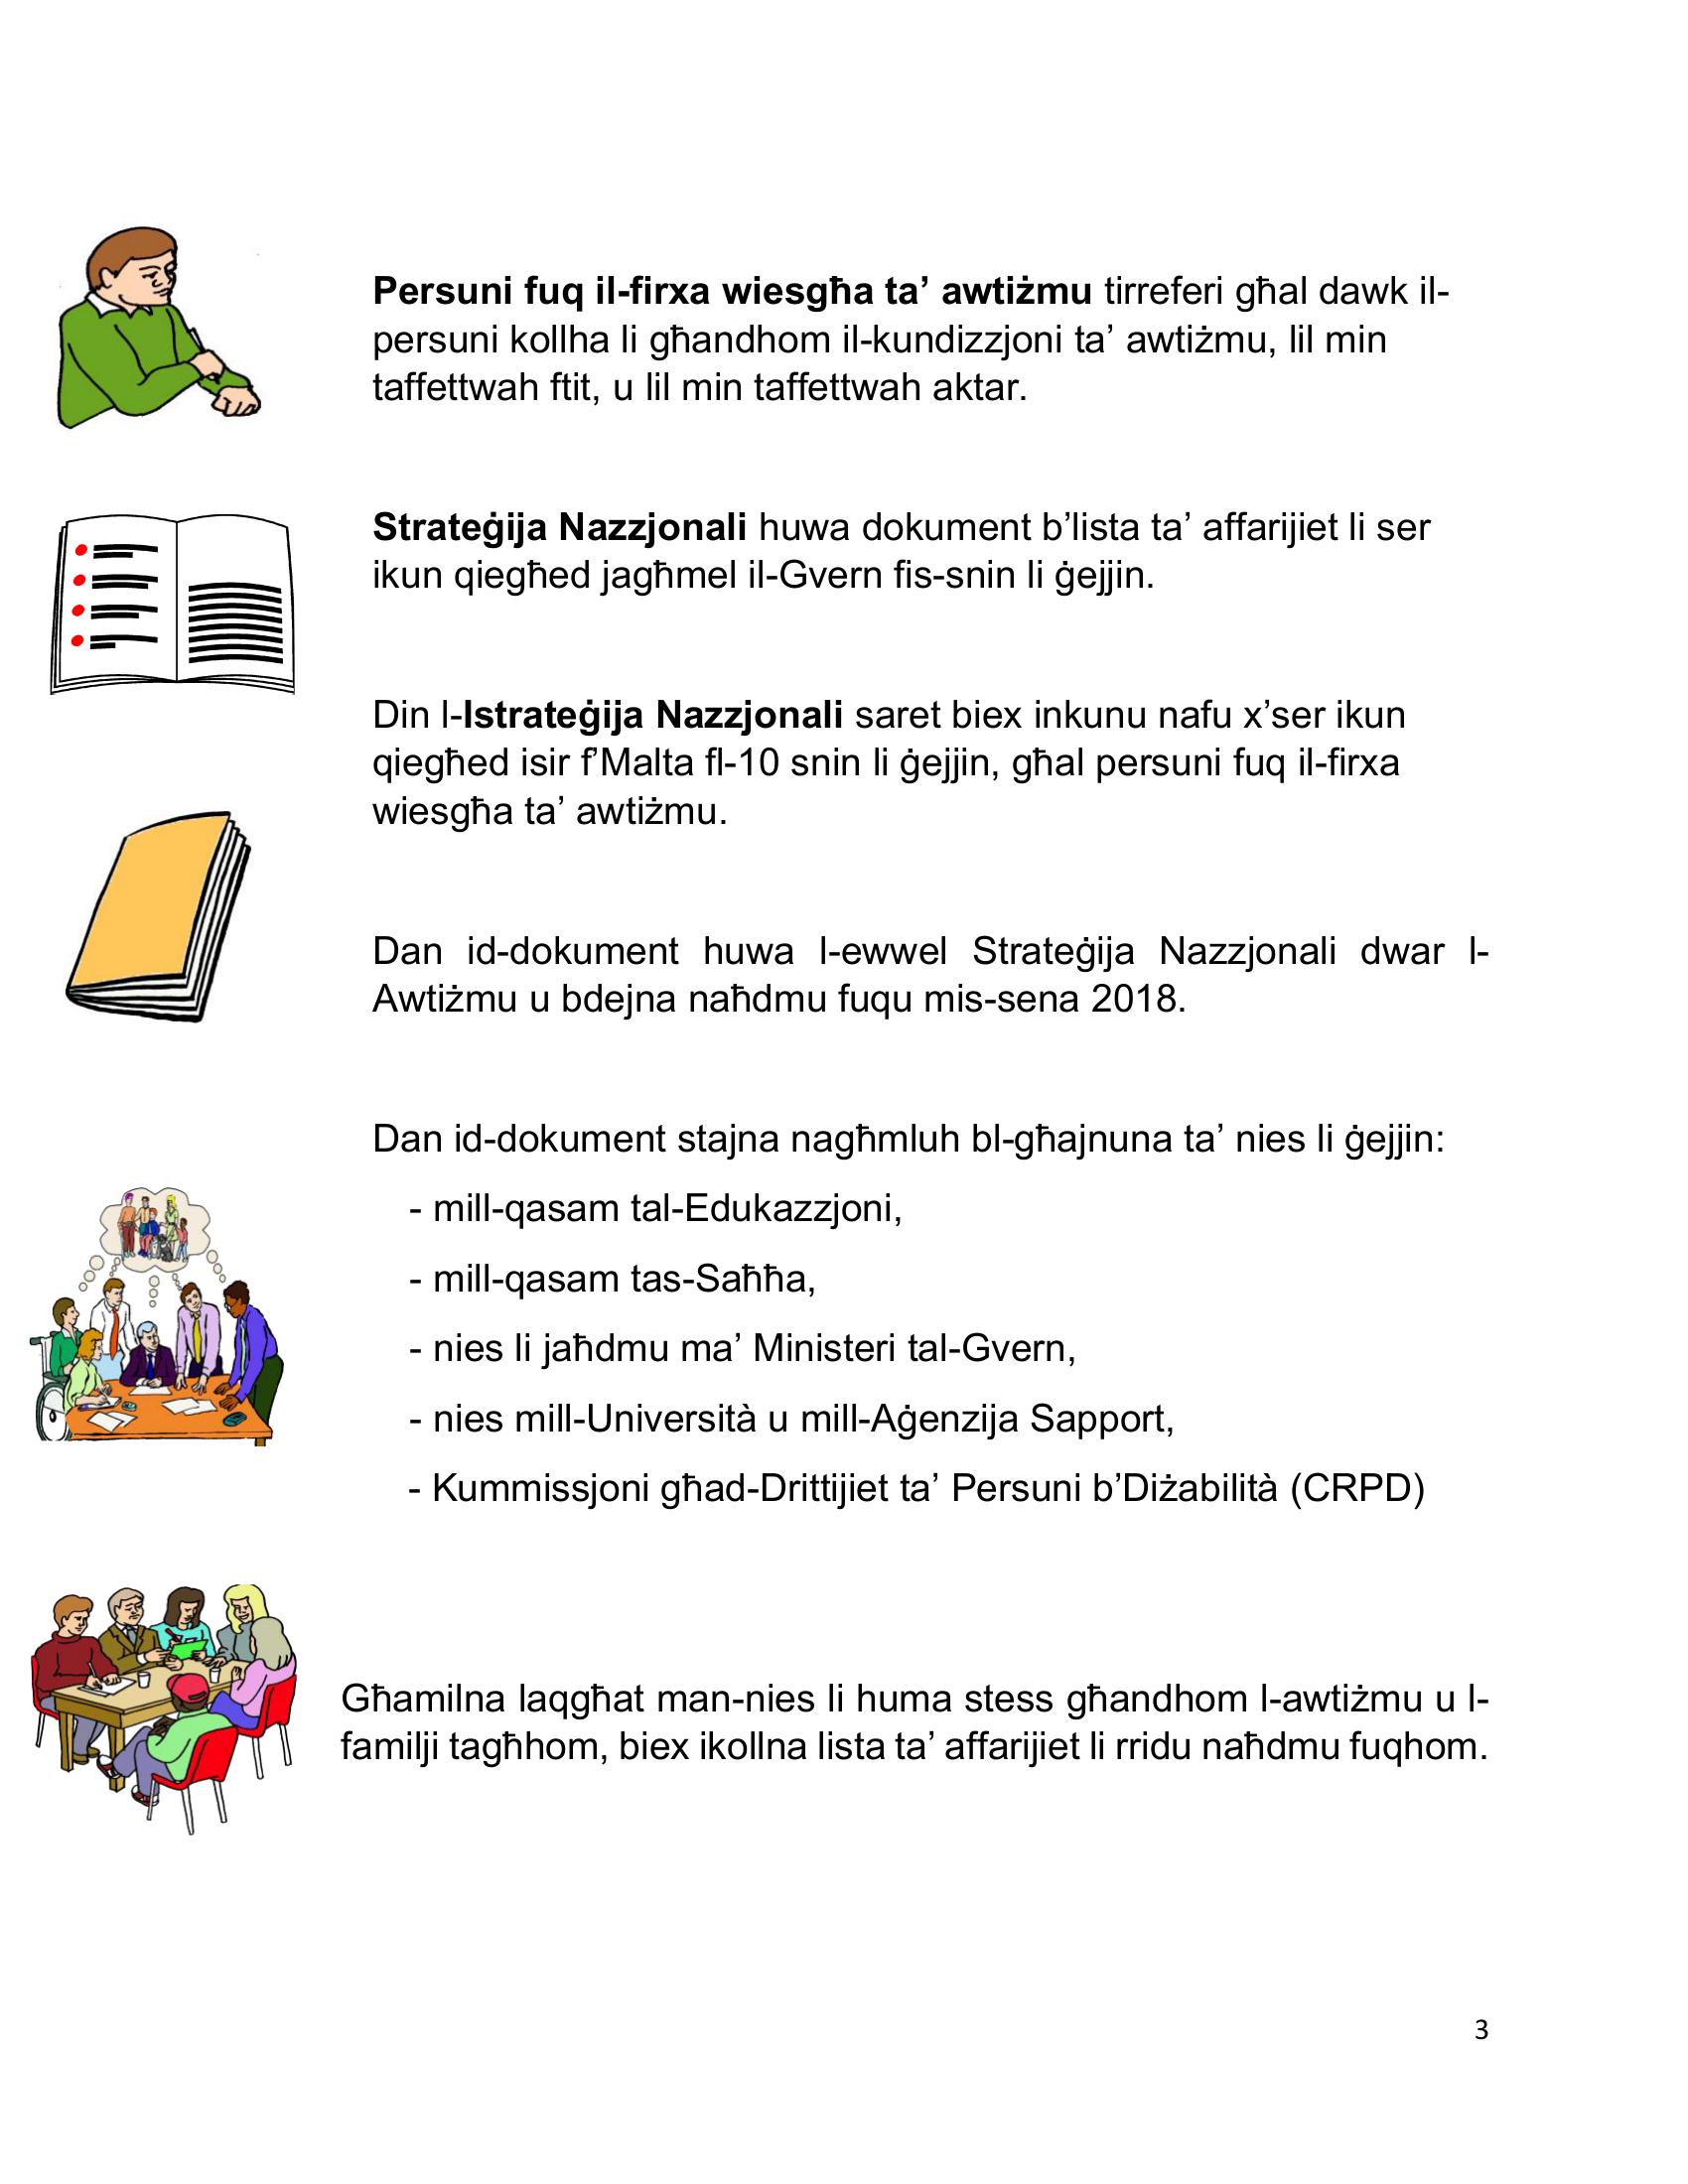 Persuni fuq il-firxa wiesgħa ta’ awtiżmu tirreferi għal dawk il-
persuni kollha li għandhom il-kundizzjoni ta’ awtiżmu, lil min
taffettwah ftit, u lil min taffettwah aktar.
Strateġija Nazzjonali huwa dokument b’lista ta’ affarijiet li ser
ikun qiegħed jagħmel il-Gvern fis-snin li ġejjin.
Din l-Istrateġija Nazzjonali saret biex inkunu nafu x’ser ikun
qiegħed isir f’Malta fl-10 snin li ġejjin, għal persuni fuq il-firxa
wiesgħa ta’ awtiżmu.
Dan id-dokument huwa l-ewwel Strateġija Nazzjonali dwar l-
Awtiżmu u bdejna naħdmu fuqu mis-sena 2018.
Dan id-dokument stajna nagħmluh bl-għajnuna ta’ nies li ġejjin:
- mill-qasam tal-Edukazzjoni,
- mill-qasam tas-Saħħa,
- nies li jaħdmu ma’ Ministeri tal-Gvern,
- nies mill-Università u mill-Aġenzija Sapport,
- Kummissjoni għad-Drittijiet ta’ Persuni b’Diżabilità (CRPD)
Għamilna laqgħat man-nies li huma stess għandhom l-awtiżmu u l-
familji tagħhom, biex ikollna lista ta’ affarijiet li rridu naħdmu fuqhom.
3